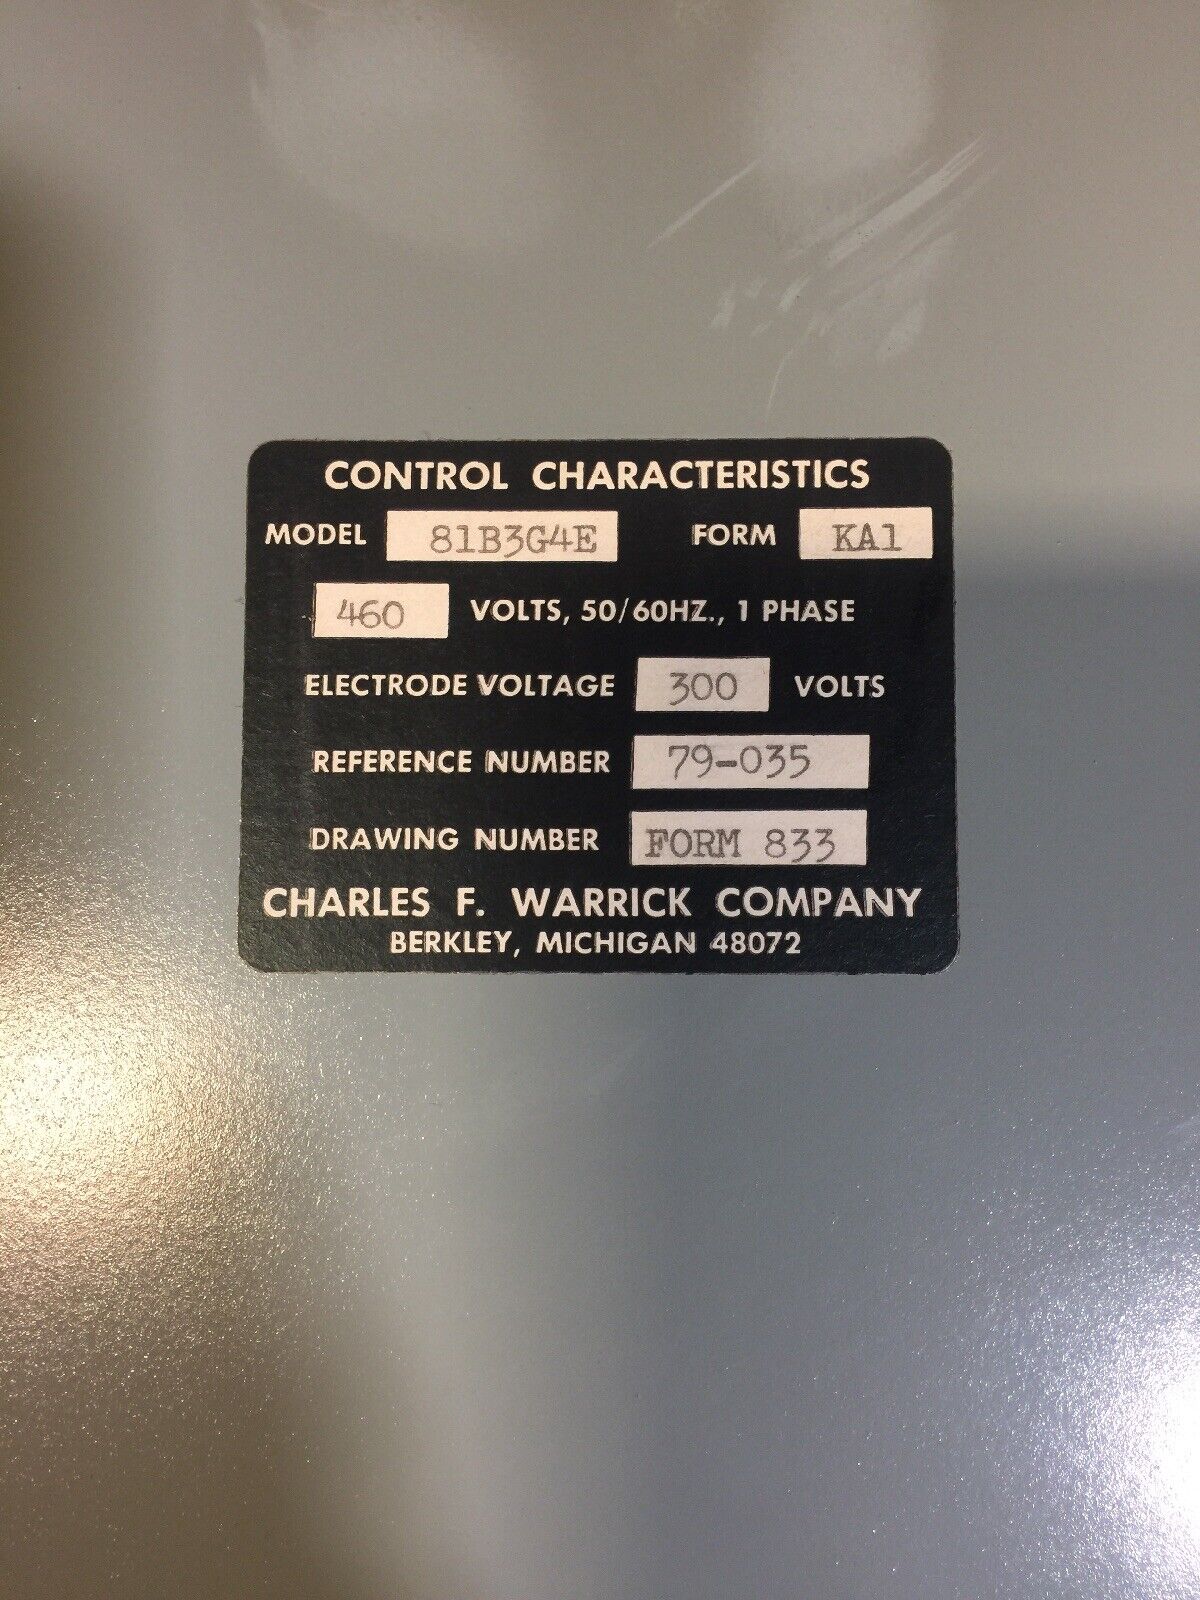 CONTROL CHARACTERISTICS
MODEL 81B3G4E FORM KA1
460 VOLTS, 50/60HZ., 1 PHASE
ELECTRODE VOLTAGE 300 VOLTS
REFERENCE NUMBER 79-035
DRAWING NUMBER FORM 833
CHARLES F. WARRICK COMPANY
BERKLEY, MICHIGAN 48072